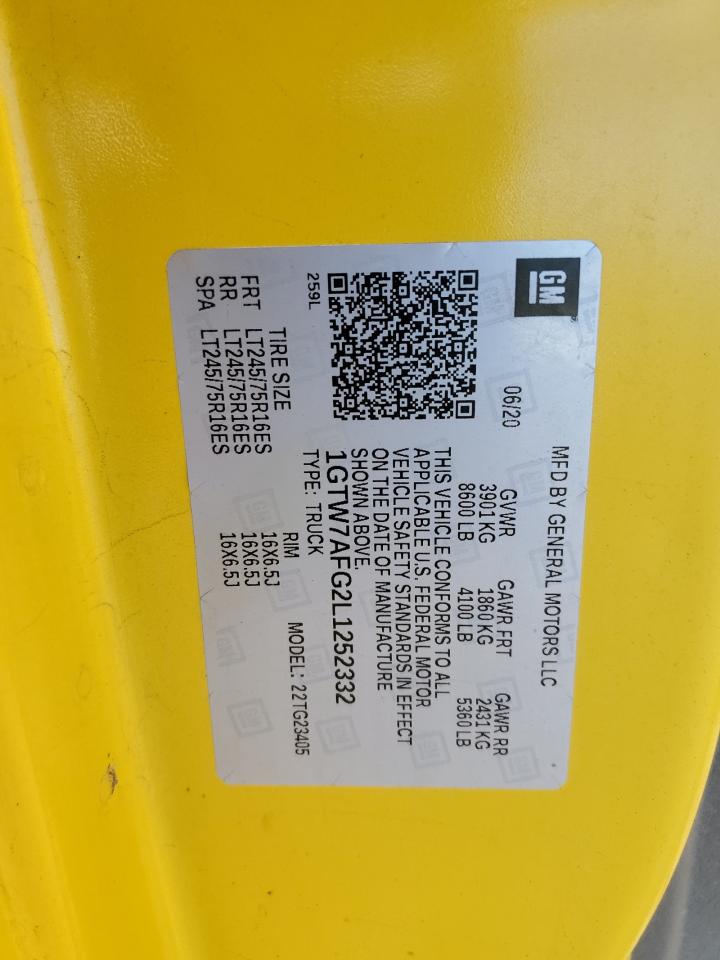 GM
MFD BY GENERAL MOTORS LLC
06/20
GVWR GAWR FRT GAWR RR
3901 KG 1860 KG 2431 KG
8600 LB 4100 LB 5360 LB
THIS VEHICLE CONFORMS TO ALL
APPLICABLE U.S. FEDERAL MOTOR
VEHICLE SAFETY STANDARDS IN EFFECT
ON THE DATE OF MANUFACTURE
SHOWN ABOVE.
1GTW7AFG2L1252332
259L
TYPE: TRUCK
MODEL: 22TG23405
TIRE SIZE RIM
FRT LT245/75R16ES 16X6.5J
RR LT245/75R16ES 16X6.5J
SPA LT245/75R16ES 16X6.5J